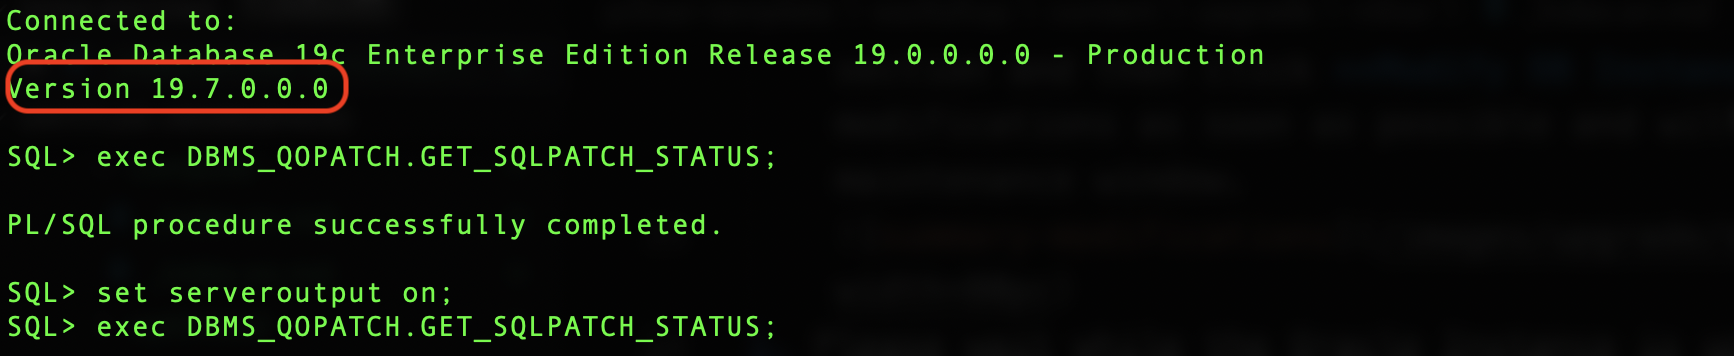 Connected to:
Oracle Database 19c Enterprise Edition Release 19.0.0.0.0 - Production
Version 19.7.0.0.0
SQL> exec DBMS_QOPATCH.GET_SQLPATCH_STATUS;
PL/SQL procedure successfully completed.
SQL> set serveroutput on;
SQL> exec DBMS_QOPATCH.GET_SQLPATCH_STATUS;